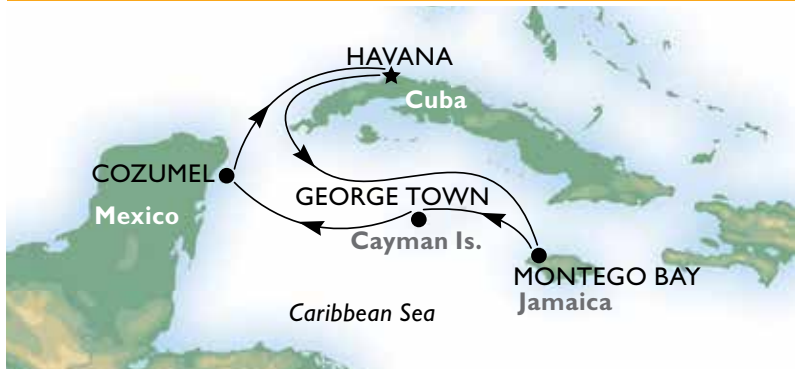 HAVANA
Cuba
COZUMEL
Mexico
GEORGE TOWN
Cayman Is.
MONTEGO BAY
Jamaica
Caribbean Sea